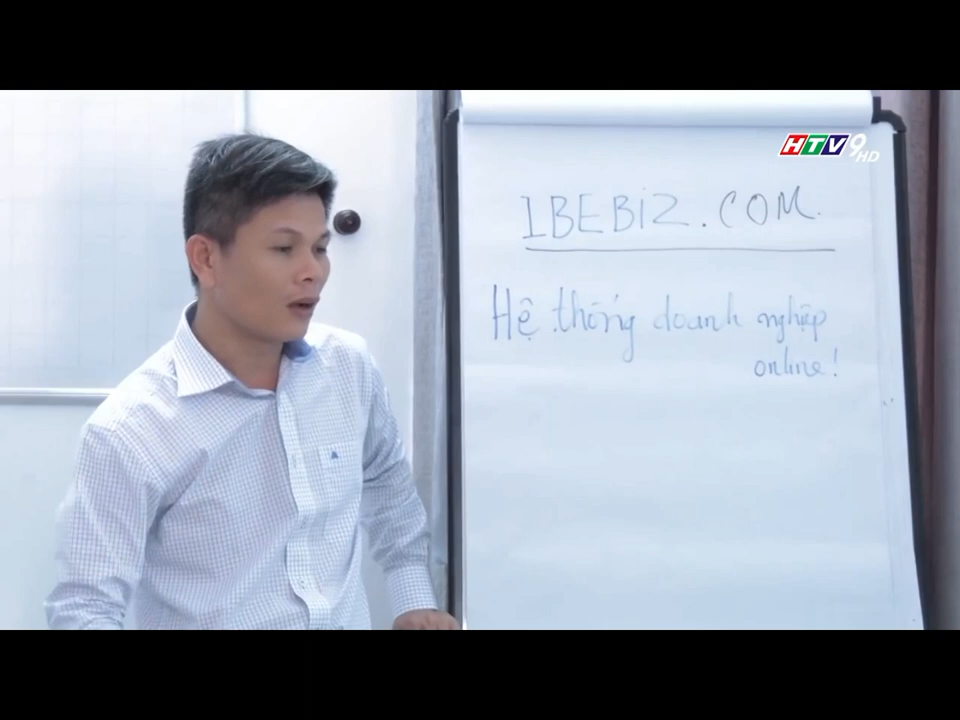 HTV9
HD
IBEBiZ.COM.
Hệ thống doanh nghiệp
online!